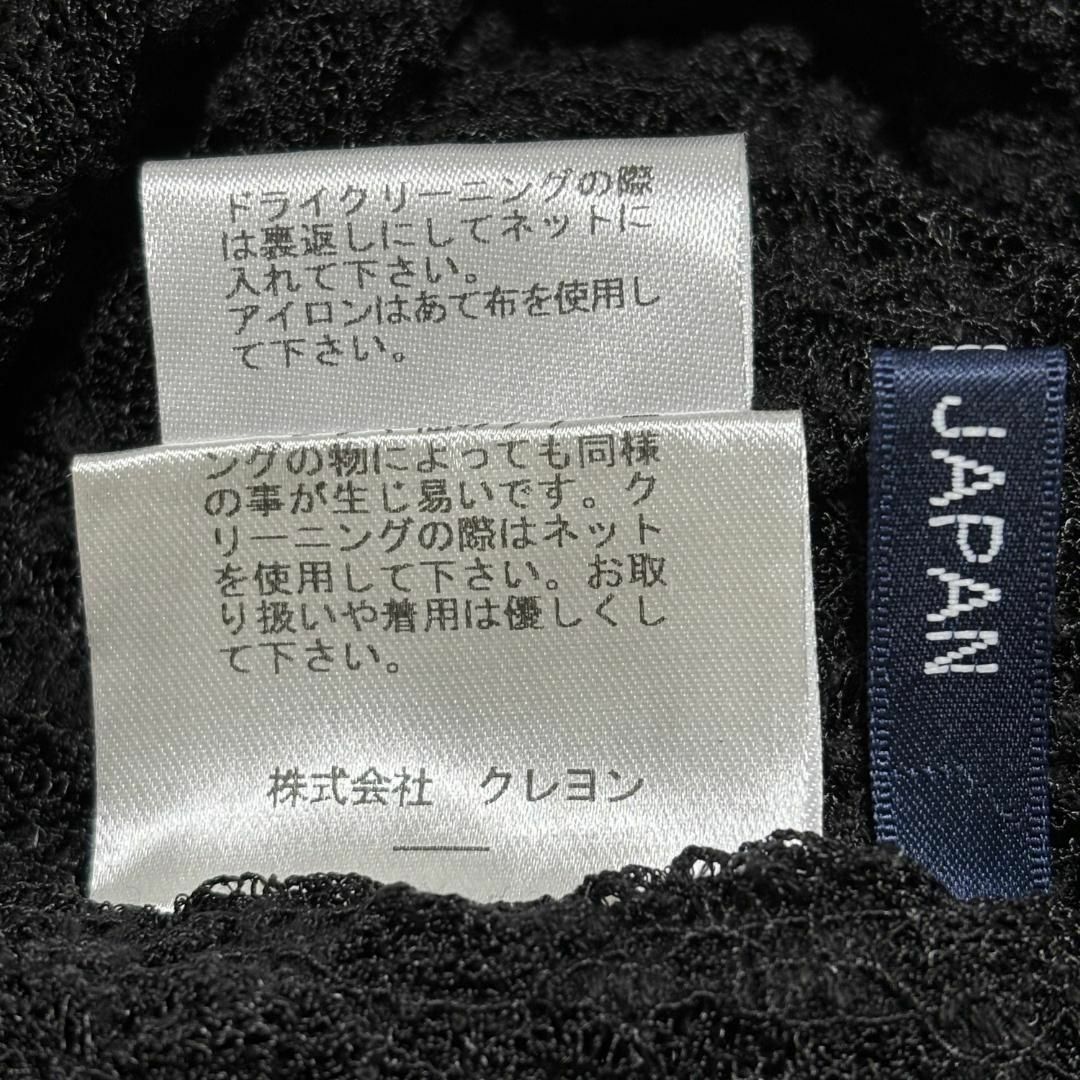 ドライクリーニングの際
は裏返しにしてネットに
入れて下さい。
アイロンはあて布を使用し
て下さい。
ングの物によっても同様
の事が生じ易いです。ク
リーニングの際はネット
を使用して下さい。お取
り扱いや着用は優しくし
て下さい。
株式会社 クレヨン
JAPAN